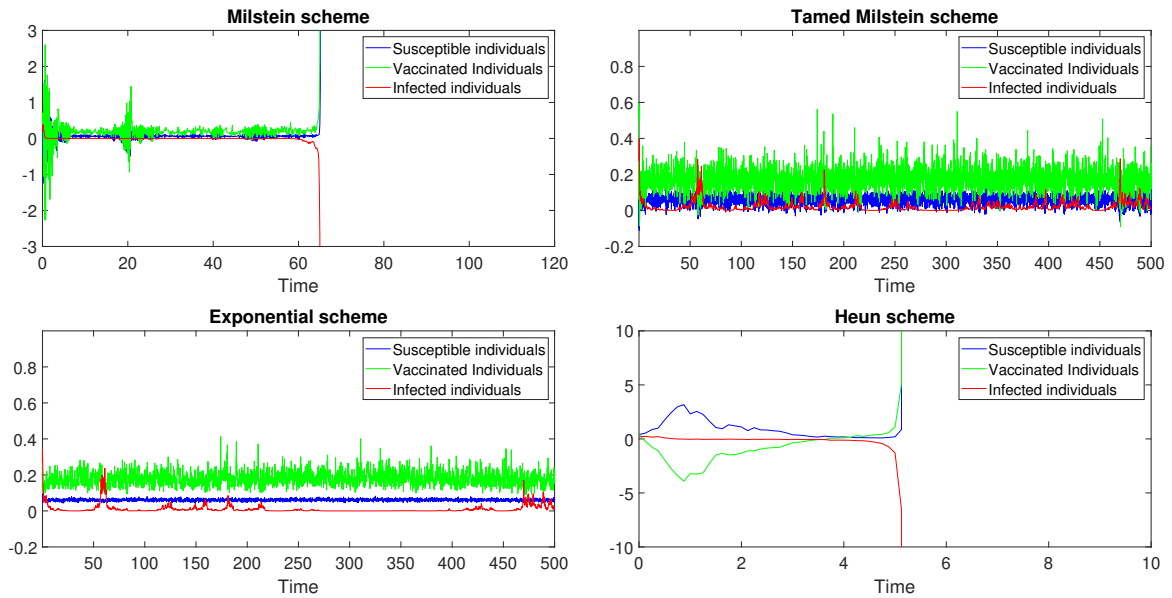 Milstein scheme
3
2
1
0
-1
-2
-3
0 20 40 60 80 100 120
Time
Susceptible individuals
Vaccinated Individuals
Infected individuals
Tamed Milstein scheme
0.8
0.6
0.4
0.2
0
-0.2
50 100 150 200 250 300 350 400 450 500
Time
Susceptible individuals
Vaccinated Individuals
Infected individuals
Exponential scheme
0.8
0.6
0.4
0.2
0
-0.2
50 100 150 200 250 300 350 400 450 500
Time
Susceptible individuals
Vaccinated Individuals
Infected individuals
Heun scheme
10
5
0
-5
-10
0 2 4 6 8 10
Time
Susceptible individuals
Vaccinated Individuals
Infected individuals